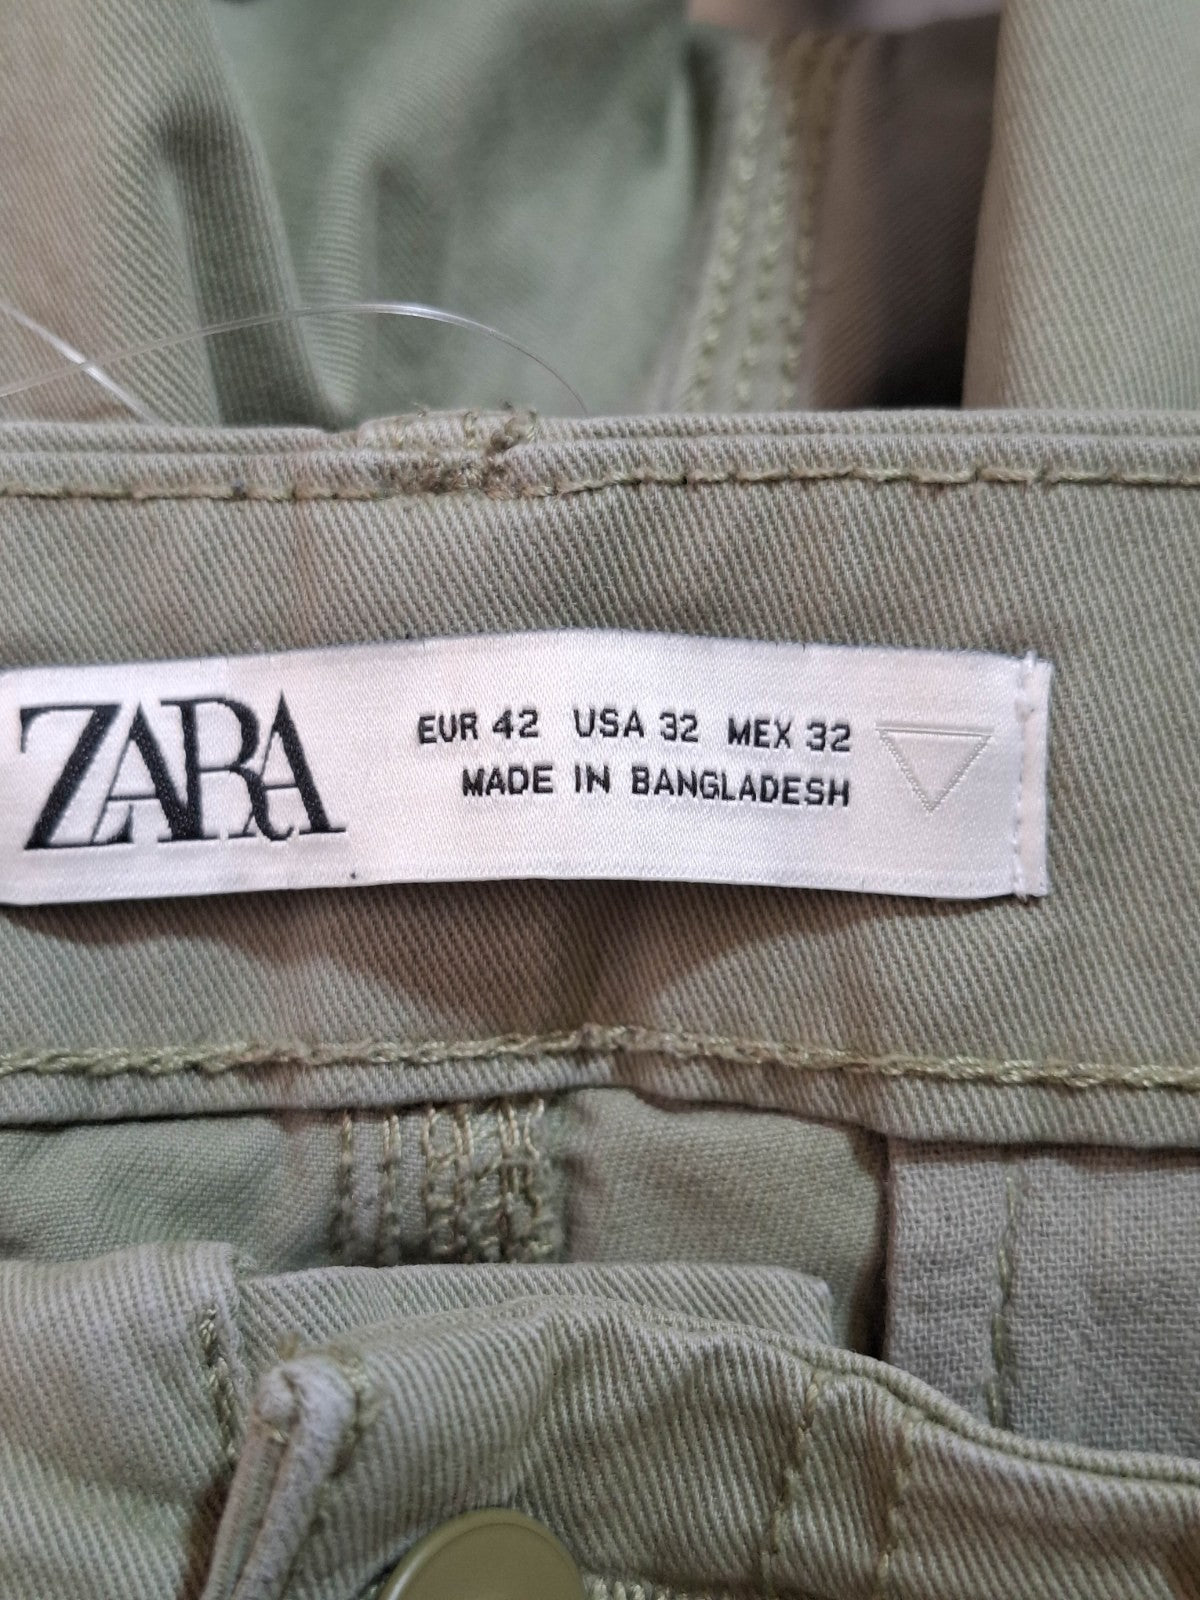 ZARA
EUR 42 USA 32 MEX 32
MADE IN BANGLADESH